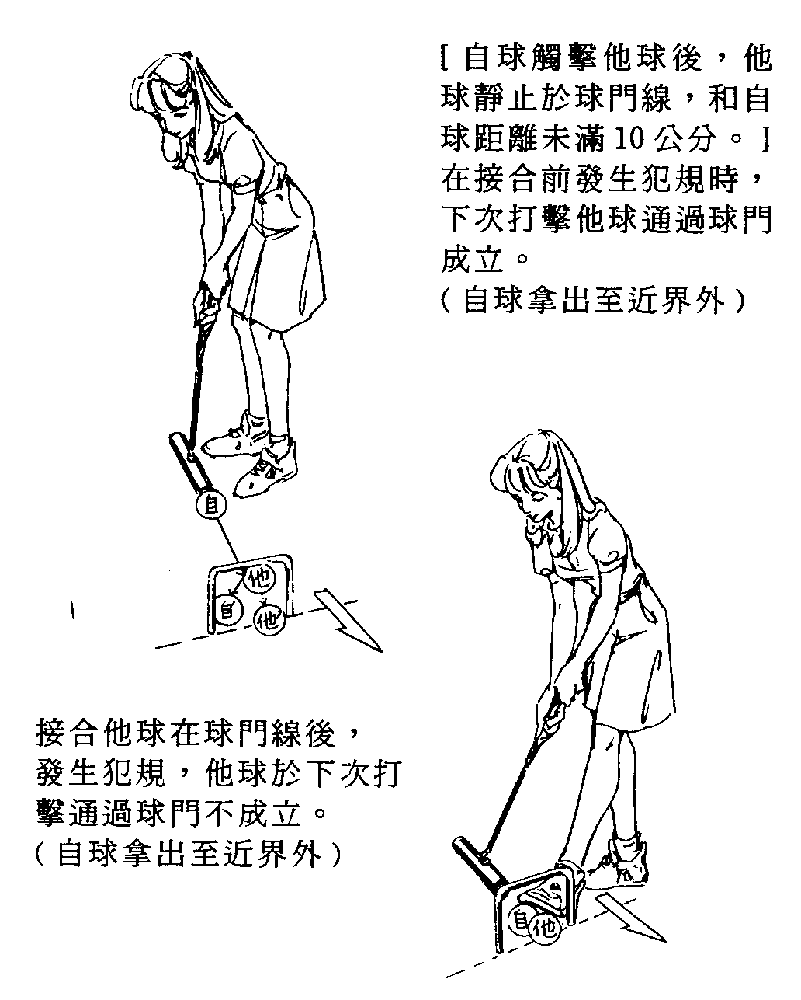 [自球觸擊他球後，他
球靜止於球門線，和自
球距離未滿10公分。]
在接合前發生犯規時，
下次打擊他球通過球門
成立。
(自球拿出至近界外)
自
他
自
他
接合他球在球門線後，
發生犯規，他球於下次打
擊通過球門不成立。
(自球拿出至近界外)
自
他